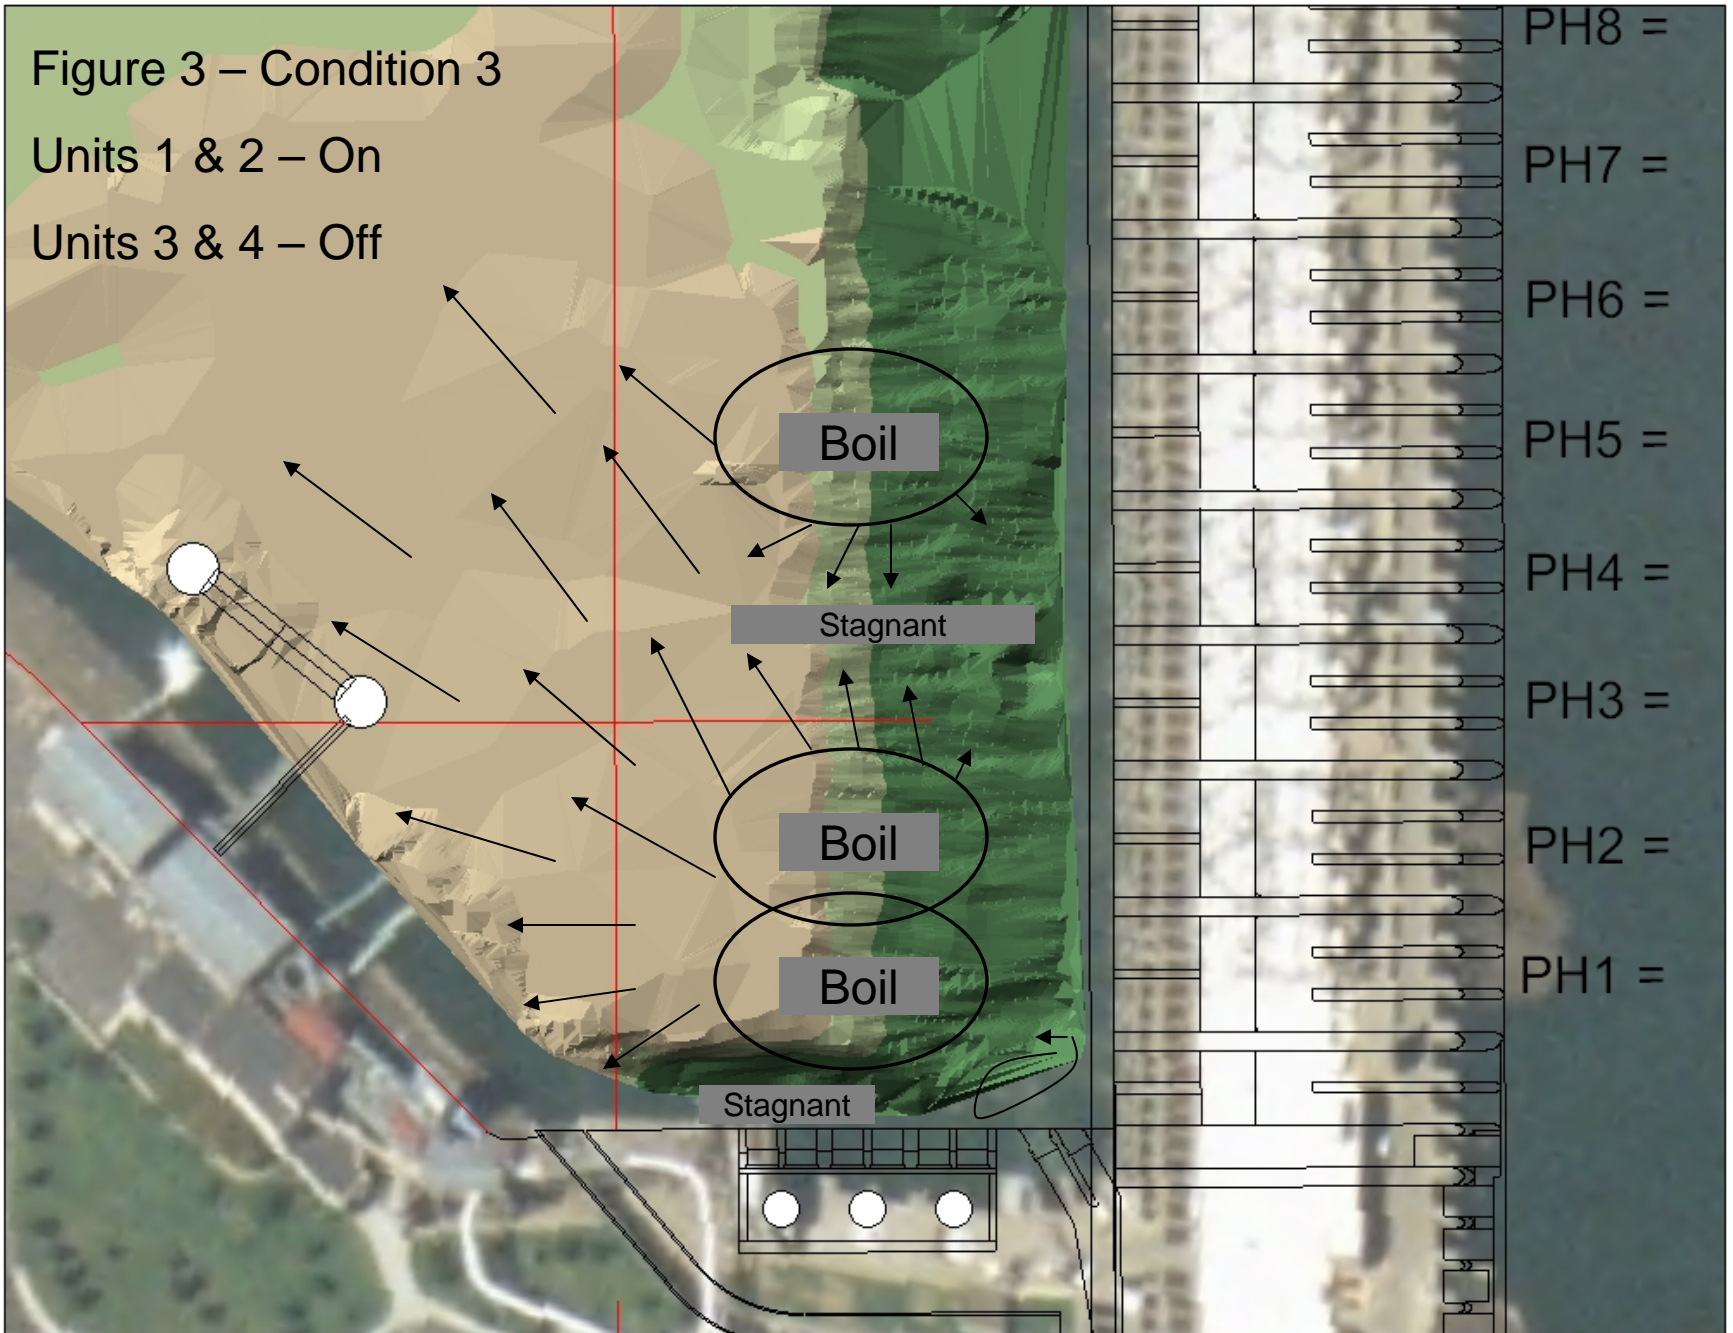 Figure 3 – Condition 3
Units 1 & 2 – On
Units 3 & 4 – Off
PH8 =
PH7 =
PH6 =
PH5 =
PH4 =
PH3 =
PH2 =
PH1 =
Boil
Stagnant
Boil
Boil
Stagnant